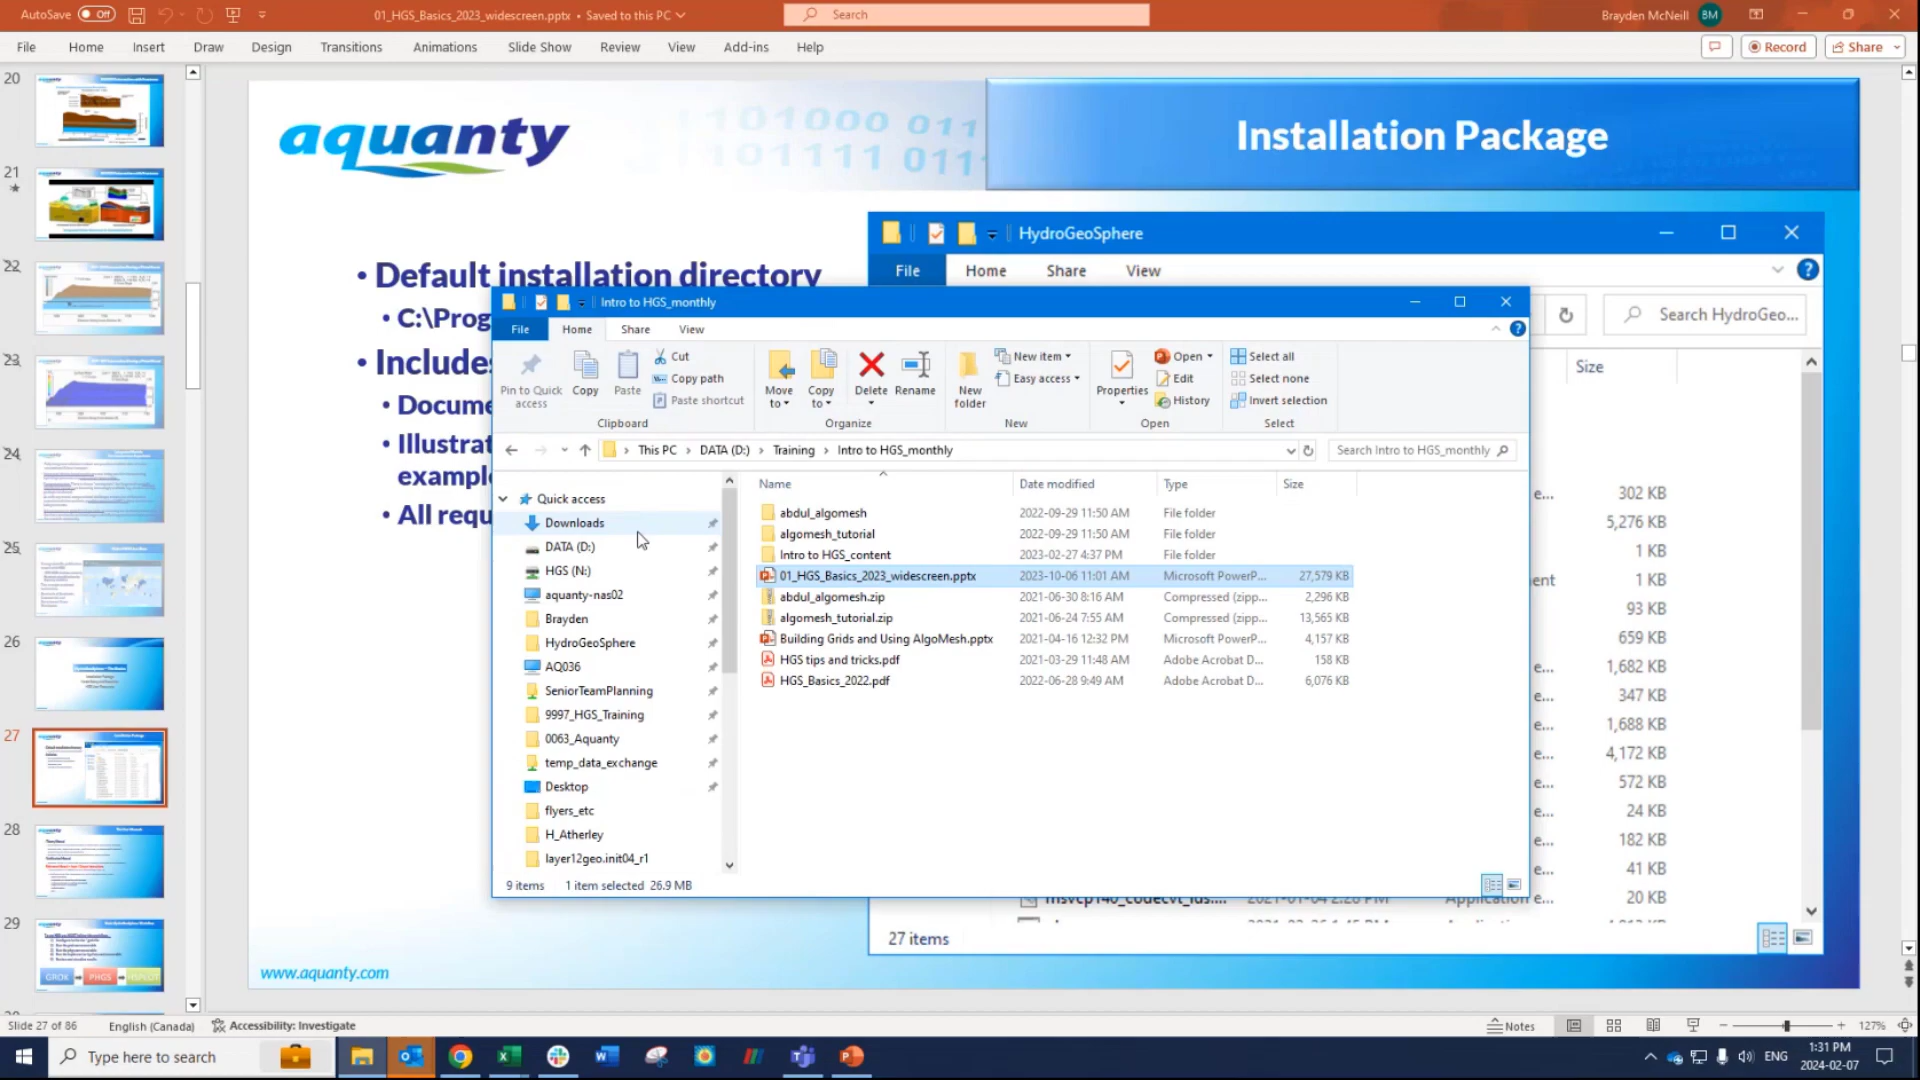 AutoSave Off
01_HGS_Basics_2023_widescreen.pptx • Saved to this PC
Search
Brayden McNeill BM
File Home Insert Draw Design Transitions Animations Slide Show Review View Add-ins Help
Record Share
20
21
22
23
24
25
26
27
28
29
GROK PHGS
aquanty
Installation Package
• Default installation directory
• C:\Prog
• Includes
• Docume
• Illustrat
example
• All requ
www.aquanty.com
HydroGeoSphere
File Home Share View
Search HydroGeo...
Size
e... 302 KB
5,276 KB
1 KB
ent 1 KB
93 KB
e... 659 KB
e... 1,682 KB
e... 347 KB
e... 1,688 KB
e... 4,172 KB
e... 572 KB
e... 24 KB
e... 182 KB
e... 41 KB
e... 20 KB
27 items
Intro to HGS_monthly
File Home Share View
Pin to Quick access
Copy
Paste
Cut
Copy path
Paste shortcut
Clipboard
Move to
Copy to
Delete
Rename
Organize
New folder
New item
Easy access
New
Properties
Open
Edit
History
Open
Select all
Select none
Invert selection
Select
This PC > DATA (D:) > Training > Intro to HGS_monthly
Search Intro to HGS_monthly
Quick access
Downloads
DATA (D:)
HGS (N:)
aquanty-nas02
Brayden
HydroGeoSphere
AQ036
SeniorTeamPlanning
9997_HGS_Training
0063_Aquanty
temp_data_exchange
Desktop
flyers_etc
H_Atherley
layer12geo.init04_r1
Name Date modified Type Size
abdul_algomesh 2022-09-29 11:50 AM File folder
algomesh_tutorial 2022-09-29 11:50 AM File folder
Intro to HGS_content 2023-02-27 4:37 PM File folder
01_HGS_Basics_2023_widescreen.pptx 2023-10-06 11:01 AM Microsoft PowerP... 27,579 KB
abdul_algomesh.zip 2021-06-30 8:16 AM Compressed (zipp... 2,296 KB
algomesh_tutorial.zip 2021-06-24 7:55 AM Compressed (zipp... 13,565 KB
Building Grids and Using AlgoMesh.pptx 2021-04-16 12:32 PM Microsoft PowerP... 4,157 KB
HGS tips and tricks.pdf 2021-03-29 11:48 AM Adobe Acrobat D... 158 KB
HGS_Basics_2022.pdf 2022-06-28 9:49 AM Adobe Acrobat D... 6,076 KB
9 items 1 item selected 26.9 MB
Slide 27 of 86 English (Canada) Accessibility: Investigate
Notes 127%
Type here to search
ENG
1:31 PM
2024-02-07